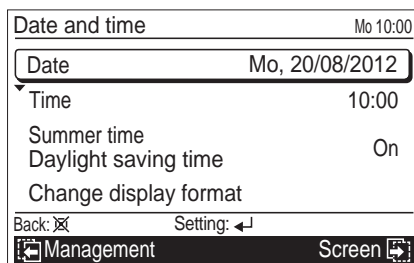 Date and time Mo 10:00
Date Mo, 20/08/2012
Time 10:00
Summer time
Daylight saving time On
Change display format
Back: Setting:
Management Screen